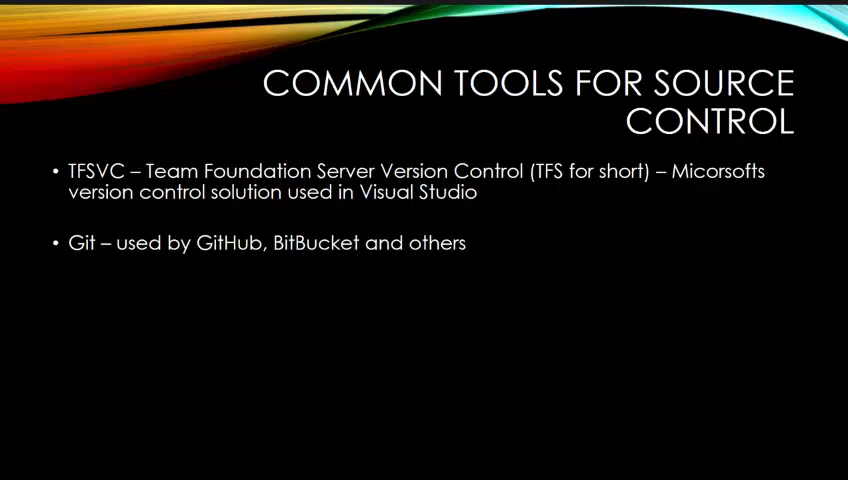 COMMON TOOLS FOR SOURCE
CONTROL
• TFSVC – Team Foundation Server Version Control (TFS for short) – Micorsofts
version control solution used in Visual Studio
• Git – used by GitHub, BitBucket and others